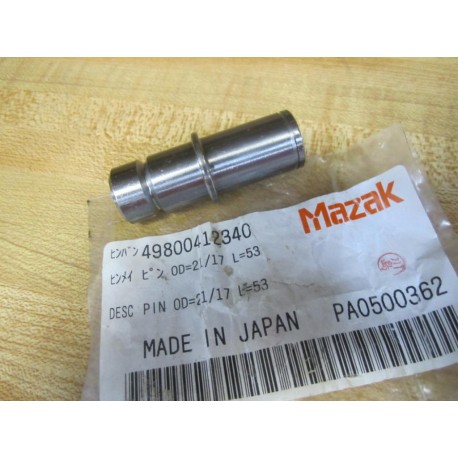 Mazak
ヒンバン 49800412340
ヒンメイ ピン OD=21/17 L=53
DESC PIN OD=21/17 L=53
MADE IN JAPAN PA0500362